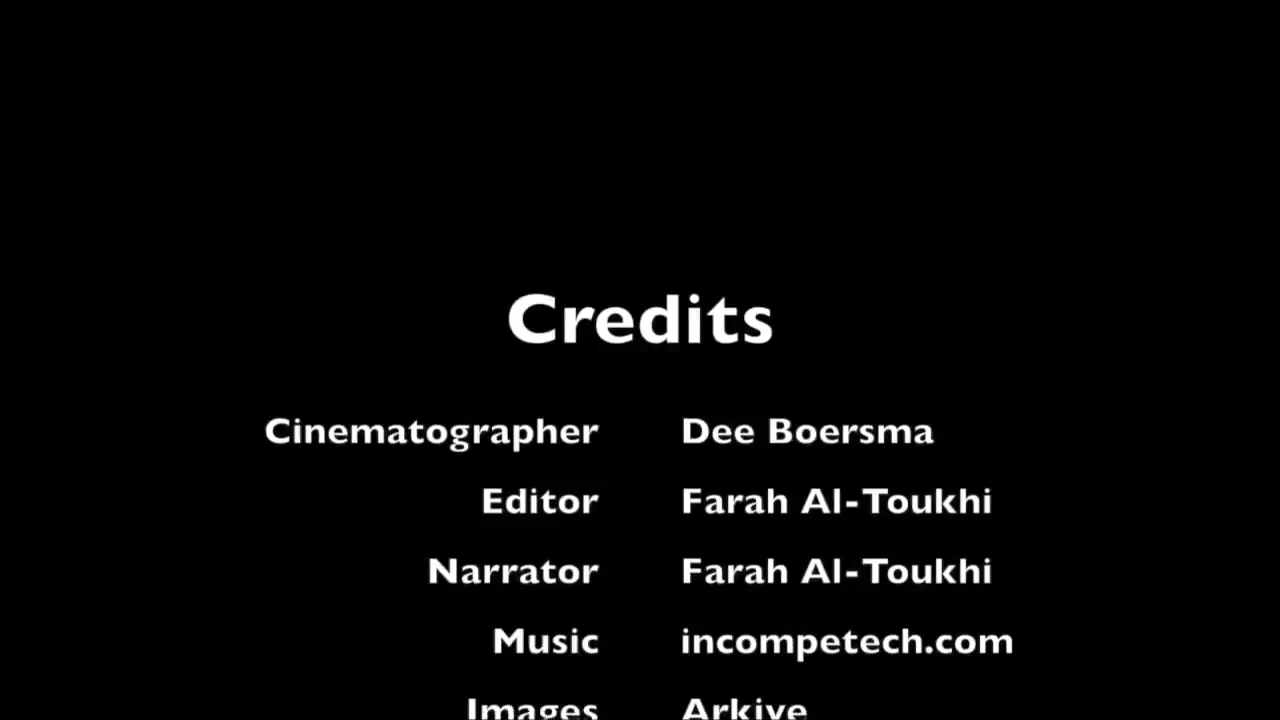 Credits
Cinematographer Dee Boersma
Editor Farah Al-Toukhi
Narrator Farah Al-Toukhi
Music incompetech.com
Images Arkive